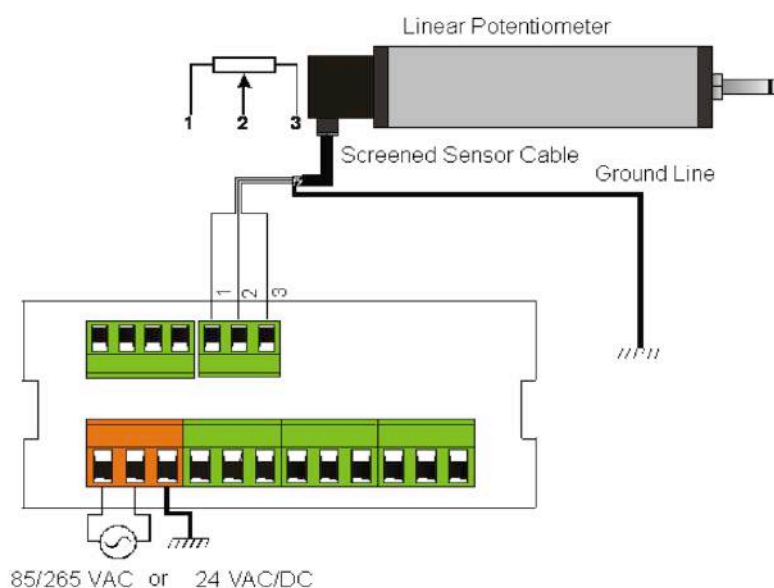 Linear Potentiometer
1 2 3
Screened Sensor Cable
Ground Line
1
2
3
85/265 VAC or 24 VAC/DC